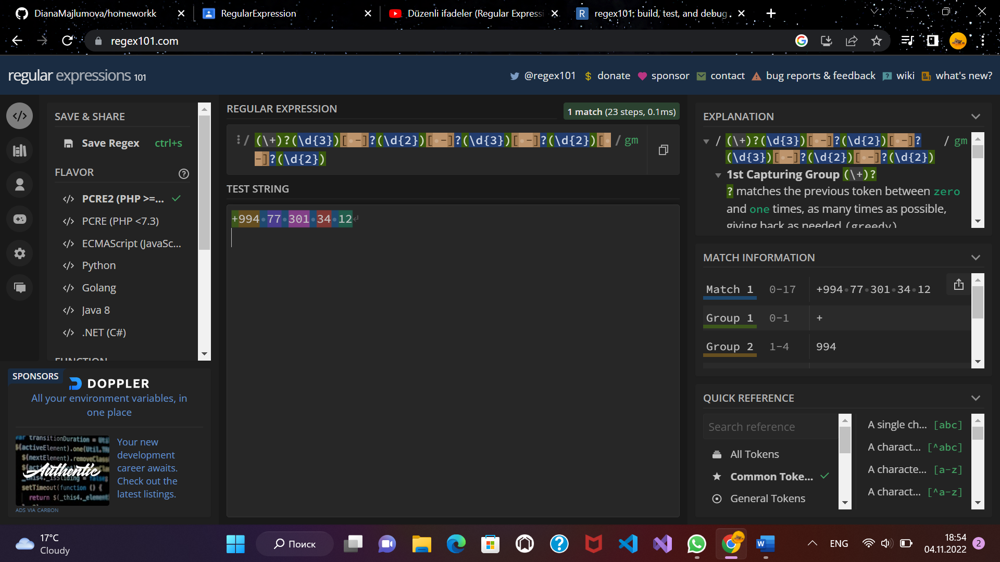 DianaMajlumova/homeworkk
RegularExpression
Düzenli ifadeler (Regular Expressi
regex101: build, test, and debug
regex101.com
regular expressions 101
@regex101
donate
sponsor
contact
bug reports & feedback
wiki
what's new?
SAVE & SHARE
Save Regex ctrl+s
FLAVOR
</> PCRE2 (PHP >=...
</> PCRE (PHP <7.3)
</> ECMAScript (JavaSc...
</> Python
</> Golang
</> Java 8
</> .NET (C#)
FUNCTION
SPONSORS
DOPPLER
All your environment variables, in
one place
var transitionDuration = Util
$(activeElement).one(Util.TRA
$(nextElement).removeClass
Authentic
setTimeout(function () {
return $(_this4._element
Your new
development
career awaits.
Check out the
latest listings.
ADS VIA CARBON
REGULAR EXPRESSION
1 match (23 steps, 0.1ms)
/ (\+)?(\d{3})[ -]?(\d{2})[ -]?(\d{3})[ -]?(\d{2})[ / gm
-]?(\d{2})
TEST STRING
+994 77 301 34 12
EXPLANATION
/ (\+)?(\d{3})[ -]?(\d{2})[ -]? / gm
(\d{3})[ -]?(\d{2})[ -]?(\d{2})
1st Capturing Group (\+)?
? matches the previous token between zero
and one times, as many times as possible,
giving back as needed (greedy)
MATCH INFORMATION
Match 1 0-17 +994 77 301 34 12
Group 1 0-1 +
Group 2 1-4 994
QUICK REFERENCE
Search reference
All Tokens
Common Toke...
General Tokens
A single ch... [abc]
A charact... [^abc]
A characte... [a-z]
A charact... [^a-z]
17°C
Cloudy
Поиск
ENG
18:54
04.11.2022
2